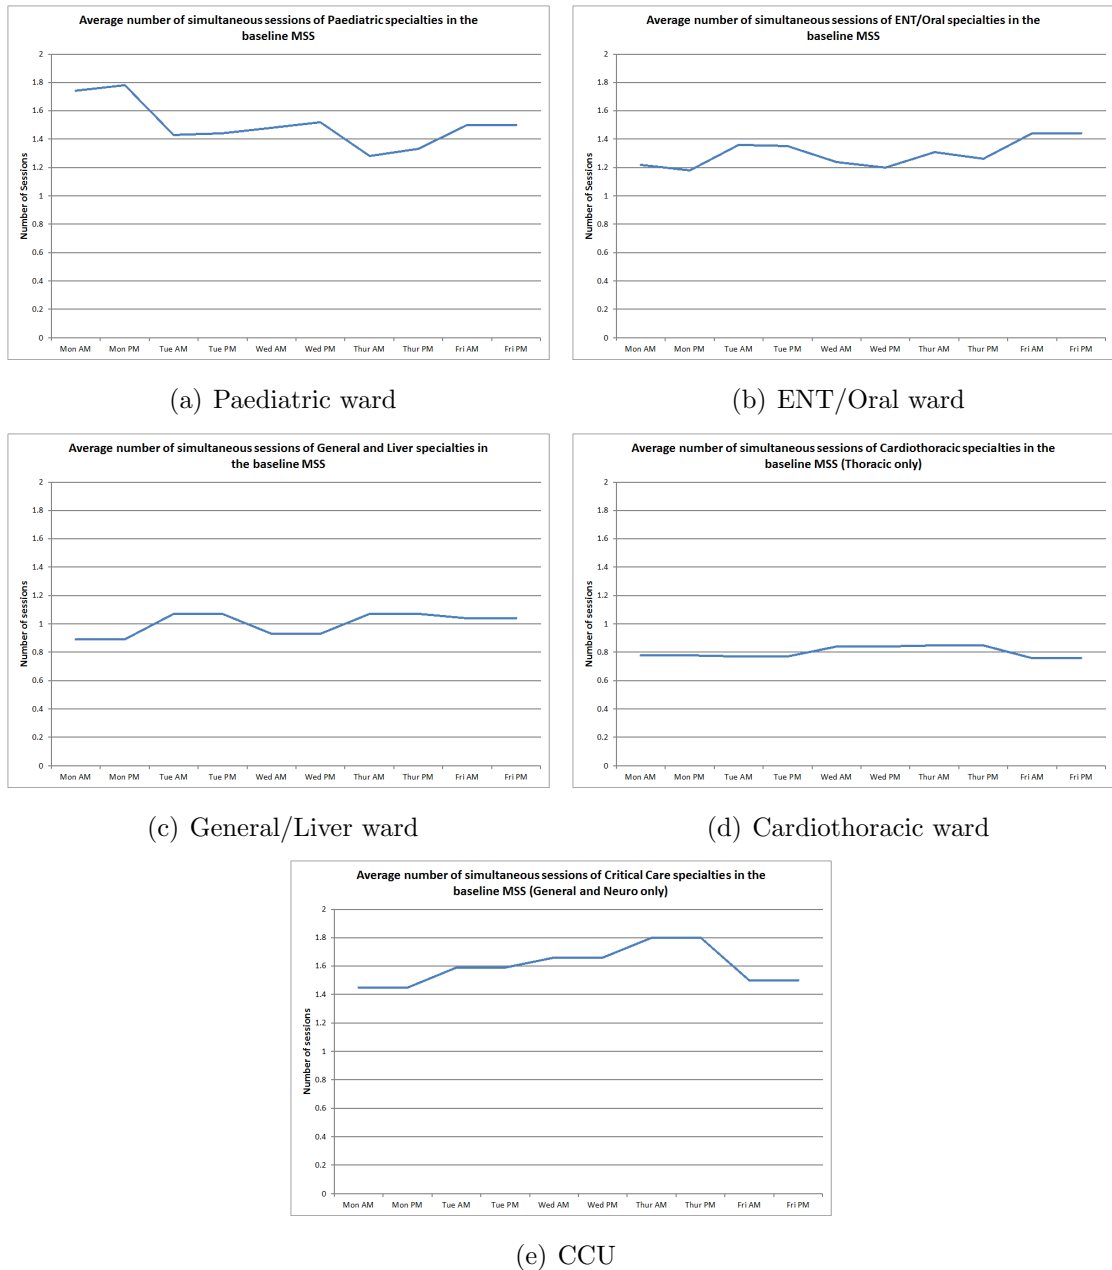 Average number of simultaneous sessions of Paediatric specialties in the
baseline MSS
Number of Sessions
2
1.8
1.6
1.4
1.2
1
0.8
0.6
0.4
0.2
0
Mon AM Mon PM Tue AM Tue PM Wed AM Wed PM Thur AM Thur PM Fri AM Fri PM
(a) Paediatric ward
Average number of simultaneous sessions of ENT/Oral specialties in the
baseline MSS
Number of Sessions
2
1.8
1.6
1.4
1.2
1
0.8
0.6
0.4
0.2
0
Mon AM Mon PM Tue AM Tue PM Wed AM Wed PM Thur AM Thur PM Fri AM Fri PM
(b) ENT/Oral ward
Average number of simultaneous sessions of General and Liver specialties in
the baseline MSS
Number of sessions
2
1.8
1.6
1.4
1.2
1
0.8
0.6
0.4
0.2
0
Mon AM Mon PM Tue AM Tue PM Wed AM Wed PM Thur AM Thur PM Fri AM Fri PM
(c) General/Liver ward
Average number of simultaneous sessions of Cardiothoracic specialties in the
baseline MSS (Thoracic only)
Number of sessions
2
1.8
1.6
1.4
1.2
1
0.8
0.6
0.4
0.2
0
Mon AM Mon PM Tue AM Tue PM Wed AM Wed PM Thur AM Thur PM Fri AM Fri PM
(d) Cardiothoracic ward
Average number of simultaneous sessions of Critical Care specialties in the
baseline MSS (General and Neuro only)
Number of sessions
2
1.8
1.6
1.4
1.2
1
0.8
0.6
0.4
0.2
0
Mon AM Mon PM Tue AM Tue PM Wed AM Wed PM Thur AM Thur PM Fri AM Fri PM
(e) CCU